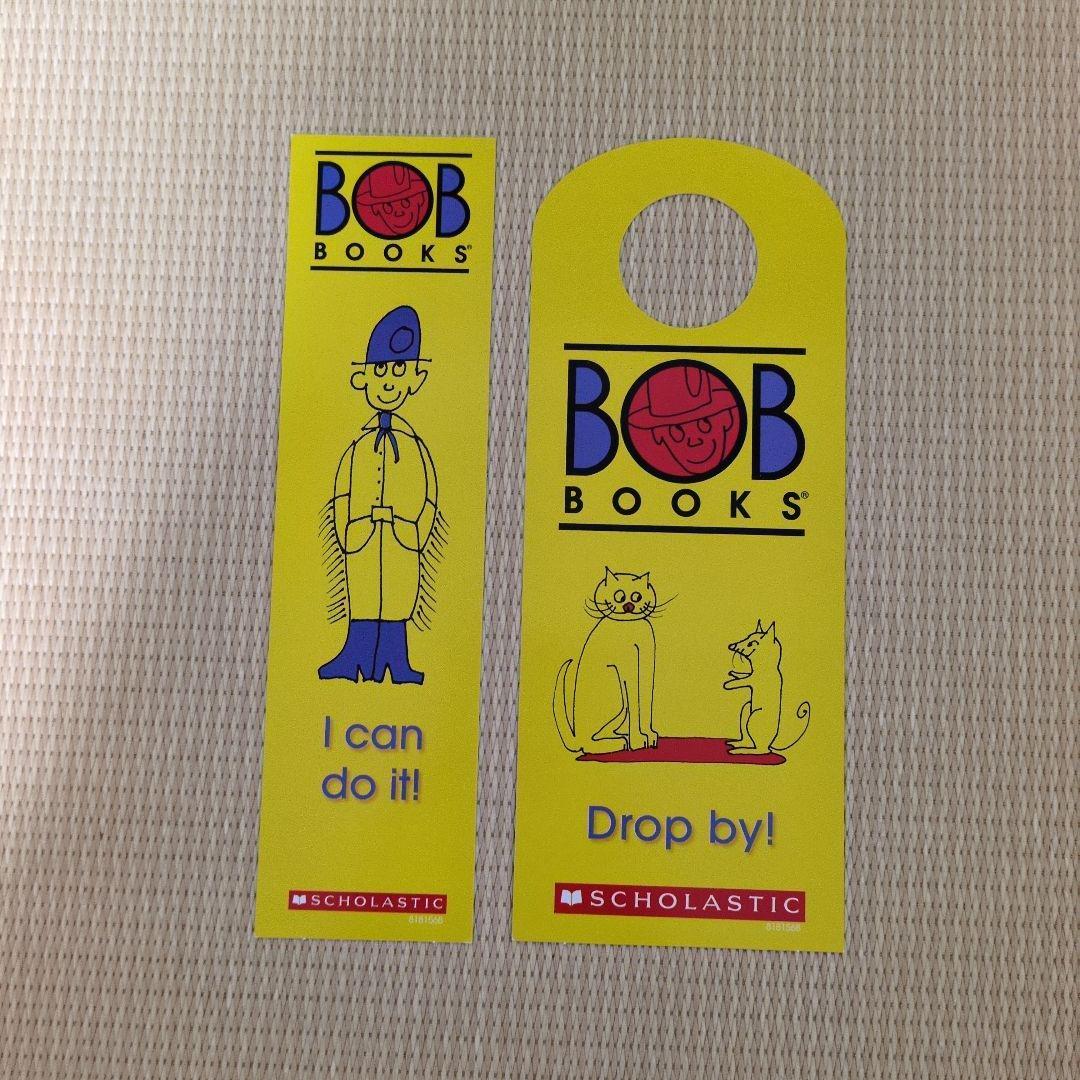 BOB
BOOKS®
I can
do it!
SCHOLASTIC
BOB
BOOKS®
Drop by!
SCHOLASTIC